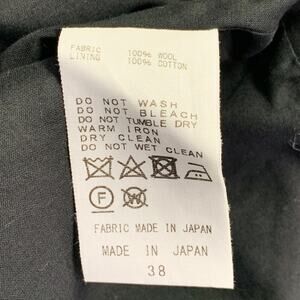 FABRIC 100% WOOL
LINING 100% COTTON
DO NOT WASH
DO NOT BLEACH
DO NOT TUMBLE DRY
WARM IRON
DRY CLEAN
DO NOT WET CLEAN
F W
FABRIC MADE IN JAPAN
MADE IN JAPAN
38